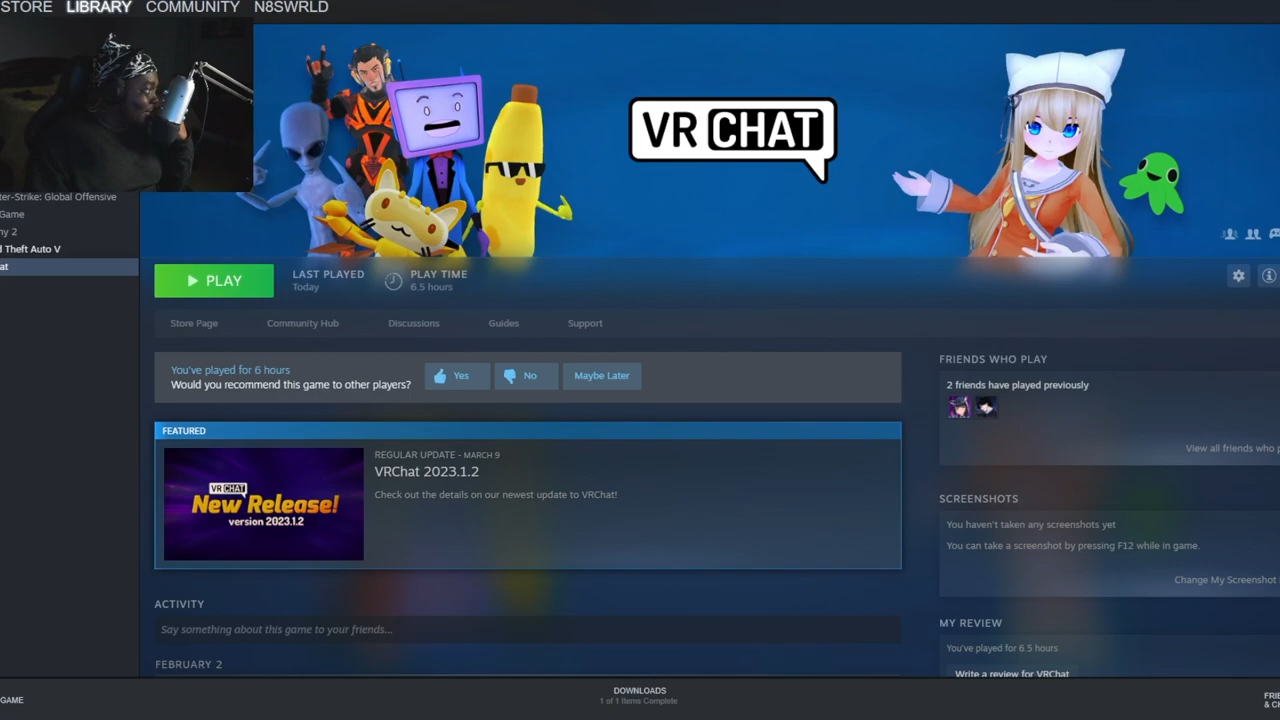 STORE LIBRARY COMMUNITY N8SWRLD
VR CHAT
ter-Strike: Global Offensive
Game
ny 2
d Theft Auto V
at
PLAY
LAST PLAYED
Today
PLAY TIME
6.5 hours
Store Page Community Hub Discussions Guides Support
You've played for 6 hours
Would you recommend this game to other players?
Yes No Maybe Later
FEATURED
VRCHAT
New Release!
version 2023.1.2
REGULAR UPDATE - MARCH 9
VRChat 2023.1.2
Check out the details on our newest update to VRChat!
ACTIVITY
Say something about this game to your friends...
FEBRUARY 2
FRIENDS WHO PLAY
2 friends have played previously
View all friends who p
SCREENSHOTS
You haven't taken any screenshots yet
You can take a screenshot by pressing F12 while in game.
Change My Screenshot
MY REVIEW
You've played for 6.5 hours
Write a review for VRChat
GAME
DOWNLOADS
1 of 1 Items Complete
FRIE
& CH